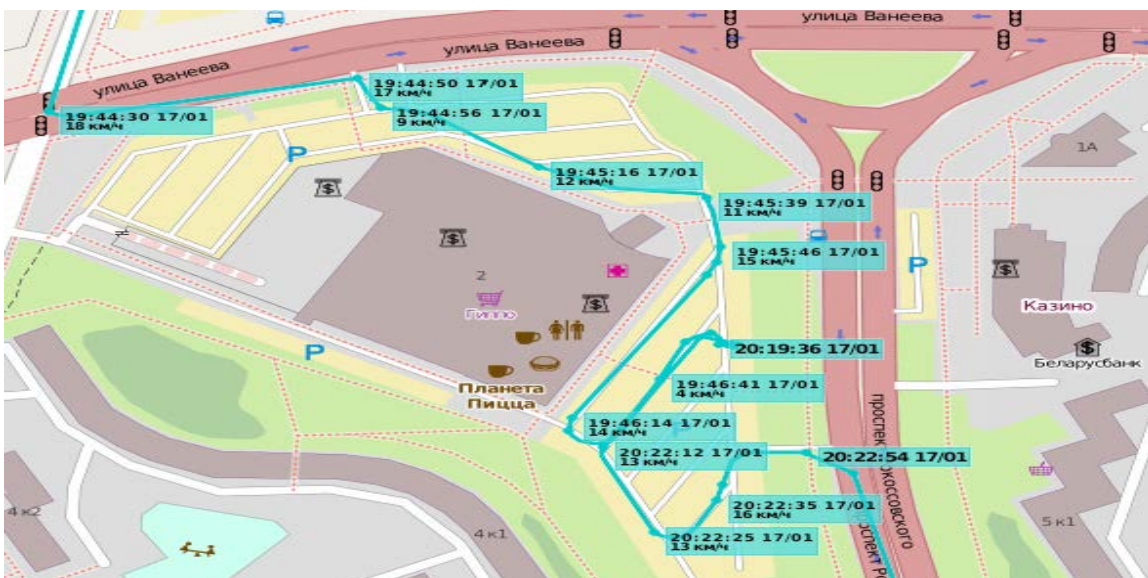 улица Ванеева
улица Ванеева
улица Ванеева
19:44:50 17/01
17 км/ч
19:44:30 17/01
18 км/ч
19:44:56 17/01
9 км/ч
P
1А
19:45:16 17/01
12 км/ч
$
19:45:39 17/01
11 км/ч
$
19:45:46 17/01
15 км/ч
P
$
2
Гиппо
$
Казино
P
20:19:36 17/01
$
Беларусбанк
Планета
Пицца
19:46:41 17/01
4 км/ч
19:46:14 17/01
14 км/ч
20:22:12 17/01
13 км/ч
20:22:54 17/01
20:22:35 17/01
16 км/ч
4 к2
4 к1
5 к1
20:22:25 17/01
13 км/ч